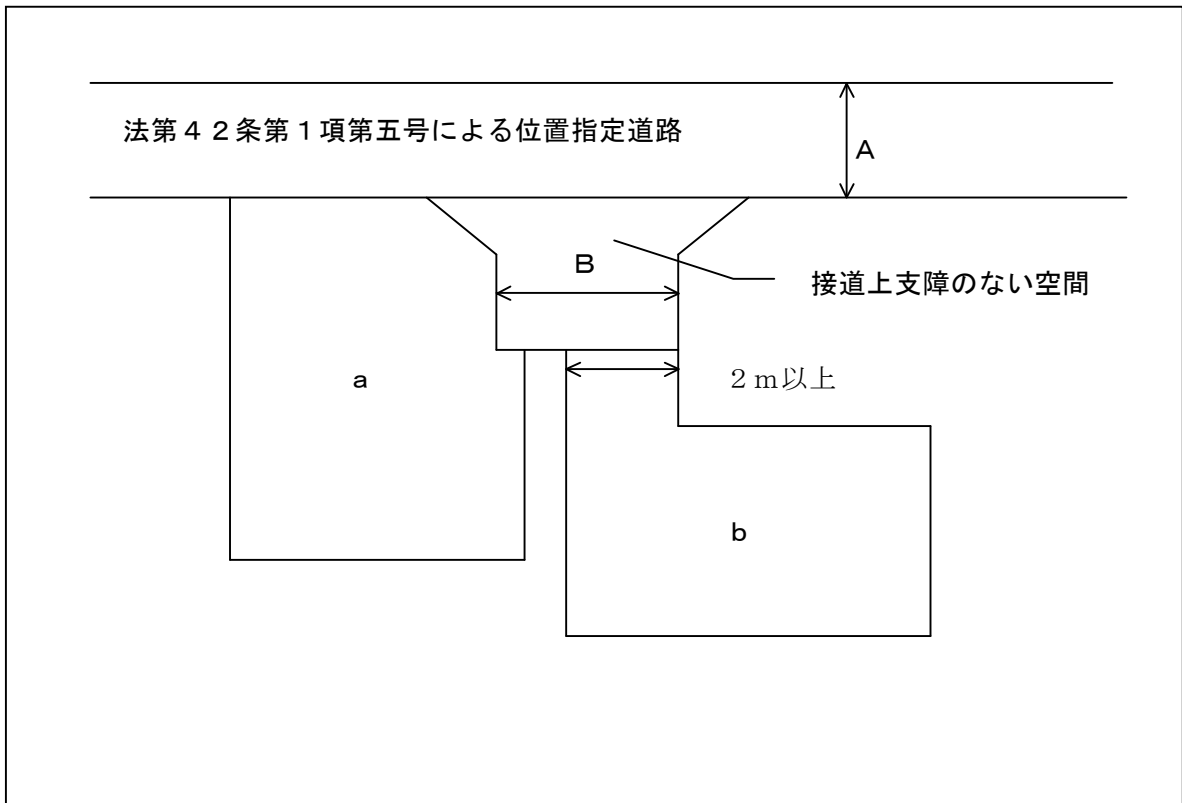 法第４２条第１項第五号による位置指定道路
Ａ
Ｂ
接道上支障のない空間
２ｍ以上
ａ
ｂ